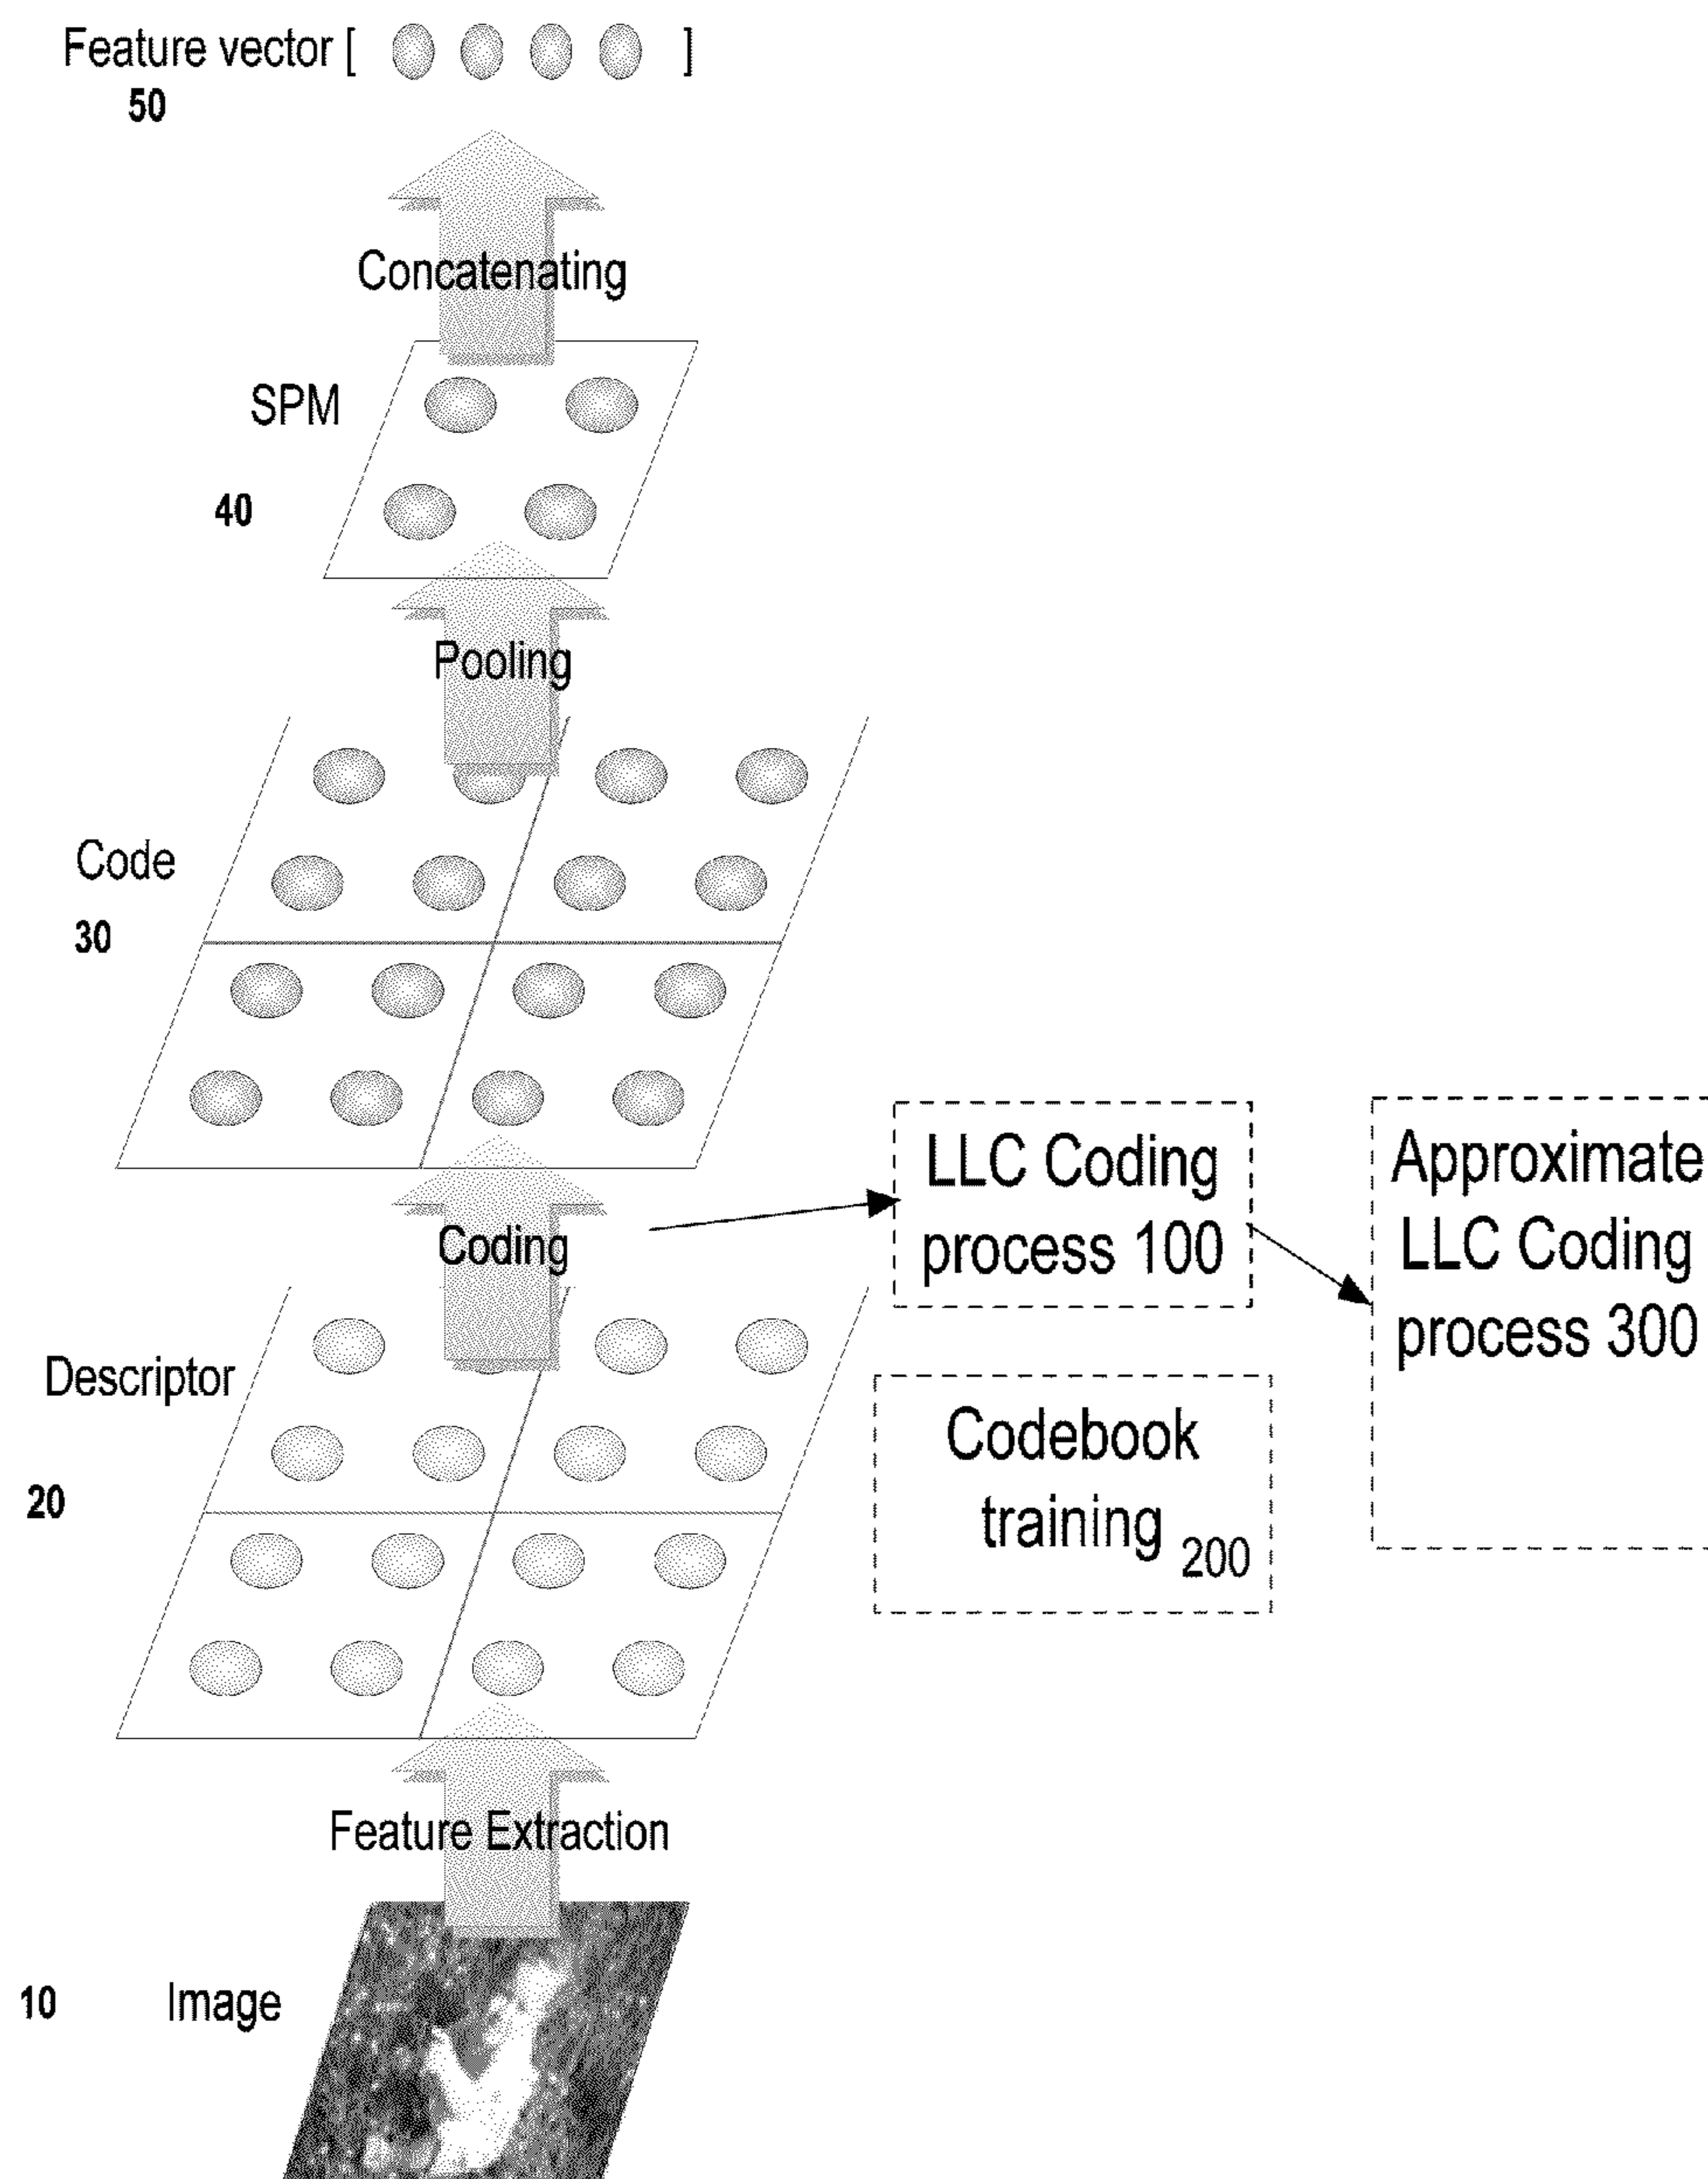 Feature vector [ ]
50
Concatenating
SPM
40
Pooling
Code
30
Coding
LLC Coding
process 100
Approximate
LLC Coding
process 300
Descriptor
20
Codebook
training 200
Feature Extraction
10 Image